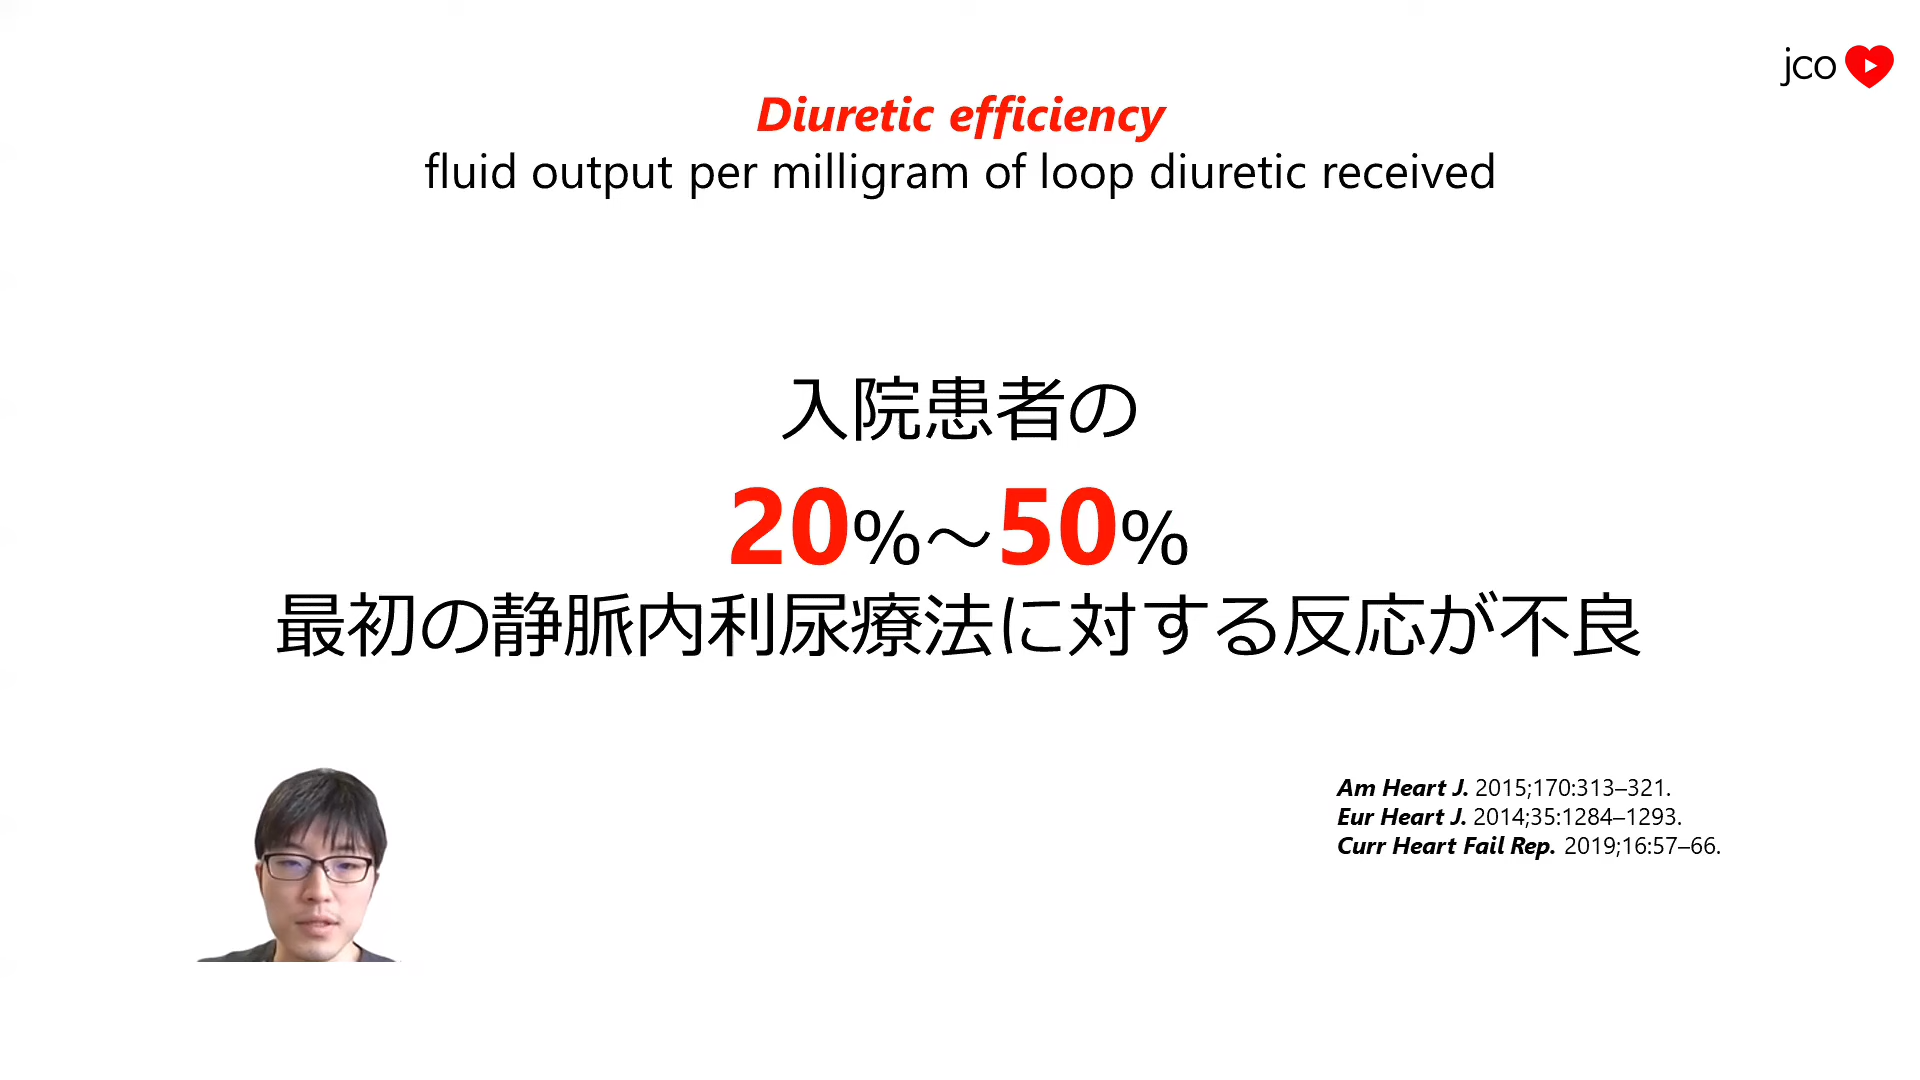 jco
Diuretic efficiency
fluid output per milligram of loop diuretic received
入院患者の
20%～50%
最初の静脈内利尿療法に対する反応が不良
Am Heart J. 2015;170:313–321.
Eur Heart J. 2014;35:1284–1293.
Curr Heart Fail Rep. 2019;16:57–66.